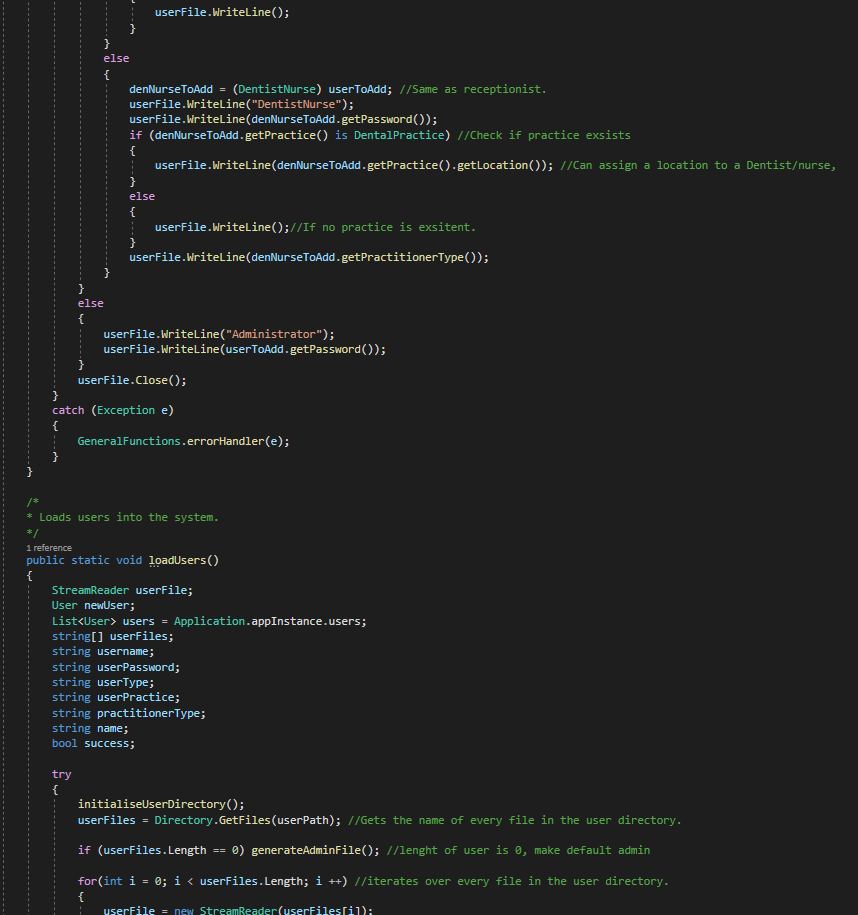 {
userFile.WriteLine();
}
}
else
{
denNurseToAdd = (DentistNurse) userToAdd; //Same as receptionist.
userFile.WriteLine("DentistNurse");
userFile.WriteLine(denNurseToAdd.getPassword());
if (denNurseToAdd.getPractice() is DentalPractice) //Check if practice exsists
{
userFile.WriteLine(denNurseToAdd.getPractice().getLocation()); //Can assign a location to a Dentist/nurse,
}
else
{
userFile.WriteLine();//If no practice is exsitent.
}
userFile.WriteLine(denNurseToAdd.getPractitionerType());
}
}
else
{
userFile.WriteLine("Administrator");
userFile.WriteLine(userToAdd.getPassword());
}
userFile.Close();
}
catch (Exception e)
{
GeneralFunctions.errorHandler(e);
}
}
/*
* Loads users into the system.
*/
1 reference
public static void loadUsers()
{
StreamReader userFile;
User newUser;
List<User> users = Application.appInstance.users;
string[] userFiles;
string username;
string userPassword;
string userType;
string userPractice;
string practitionerType;
string name;
bool success;
try
{
initialiseUserDirectory();
userFiles = Directory.GetFiles(userPath); //Gets the name of every file in the user directory.
if (userFiles.Length == 0) generateAdminFile(); //lenght of user is 0, make default admin
for(int i = 0; i < userFiles.Length; i ++) //iterates over every file in the user directory.
{
userFile = new StreamReader(userFiles[i]);